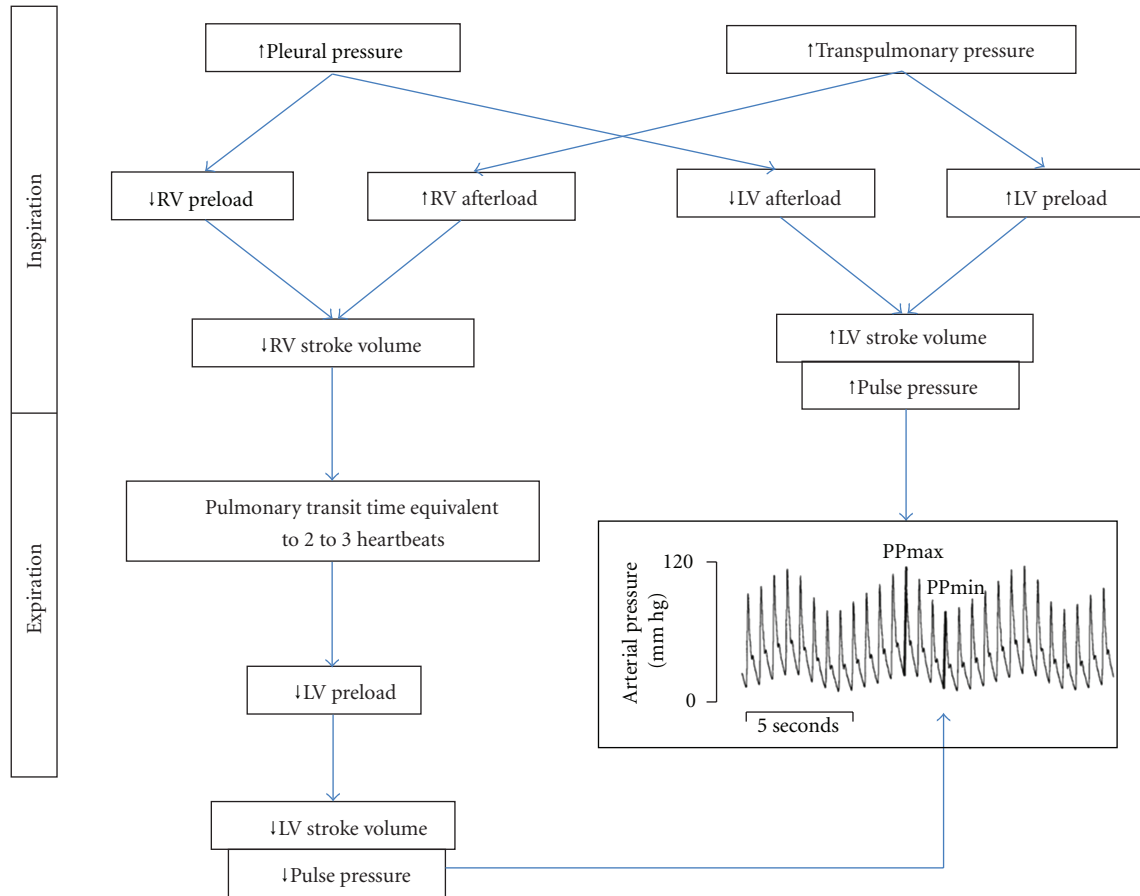 Inspiration
Expiration
↑Pleural pressure
↑Transpulmonary pressure
↓RV preload
↑RV afterload
↓LV afterload
↑LV preload
↓RV stroke volume
↑LV stroke volume
↑Pulse pressure
Pulmonary transit time equivalent
to 2 to 3 heartbeats
↓LV preload
↓LV stroke volume
↓Pulse pressure
Arterial pressure
(mm hg)
120
0
PPmax
PPmin
5 seconds